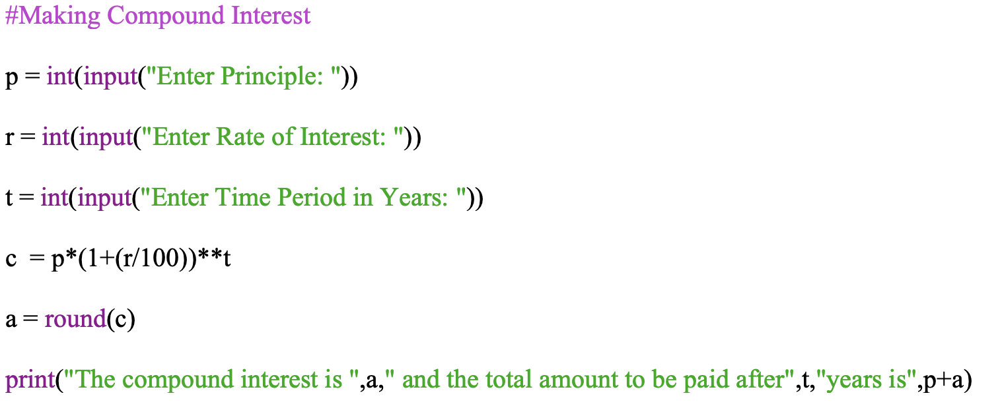 #Making Compound Interest
p = int(input("Enter Principle: "))
r = int(input("Enter Rate of Interest: "))
t = int(input("Enter Time Period in Years: "))
c  = p*(1+(r/100))**t
a = round(c)
print("The compound interest is ",a," and the total amount to be paid after",t,"years is",p+a)